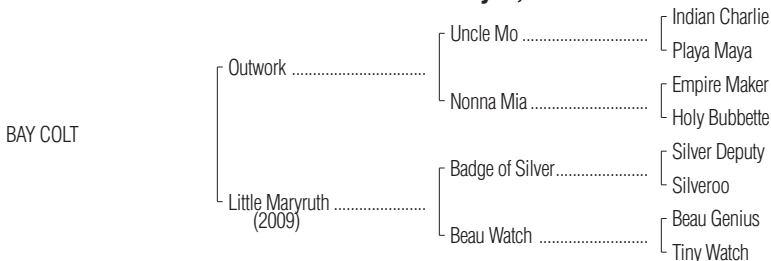 Indian Charlie
Uncle Mo ..............................
Playa Maya
Outwork ................................
Empire Maker
Nonna Mia ............................
Holy Bubbette
BAY COLT
Silver Deputy
Badge of Silver......................
Silveroo
Little Maryruth ......................
(2009)
Beau Genius
Beau Watch ..........................
Tiny Watch